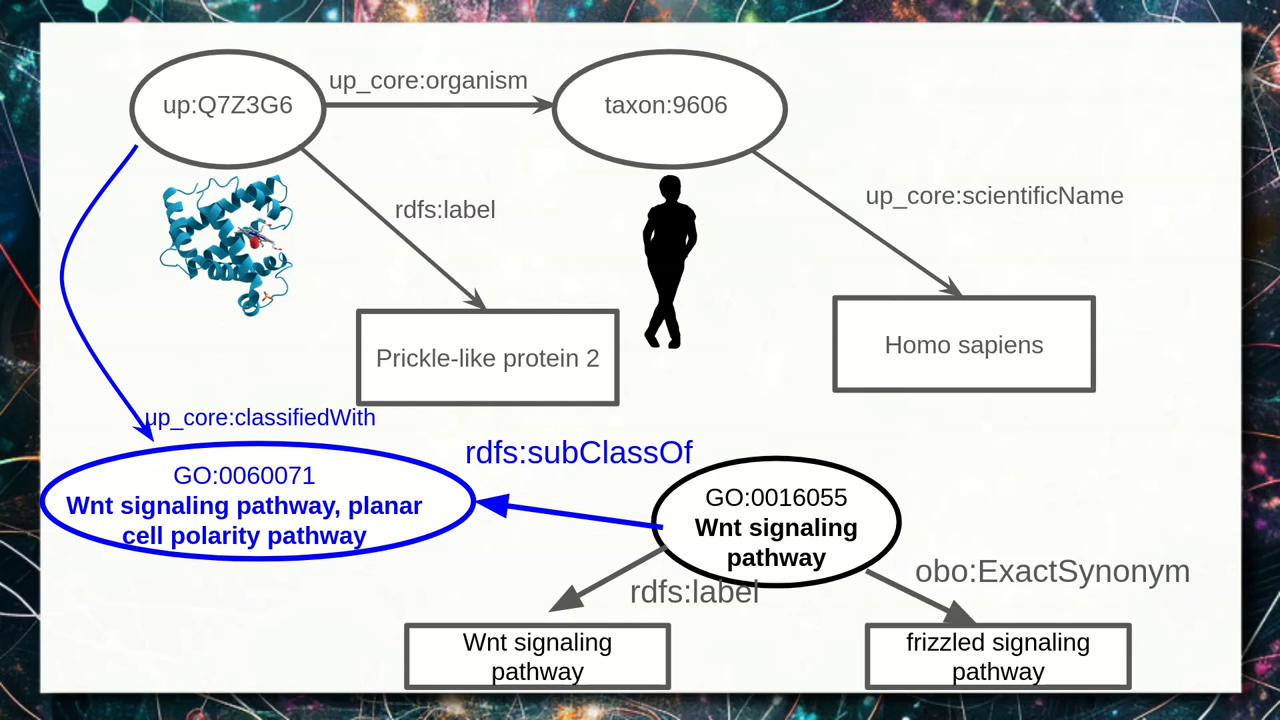 up:Q7Z3G6
up_core:organism
taxon:9606
rdfs:label
up_core:scientificName
Prickle-like protein 2
Homo sapiens
up_core:classifiedWith
rdfs:subClassOf
GO:0060071
Wnt signaling pathway, planar
cell polarity pathway
GO:0016055
Wnt signaling
pathway
rdfs:label
obo:ExactSynonym
Wnt signaling
pathway
frizzled signaling
pathway